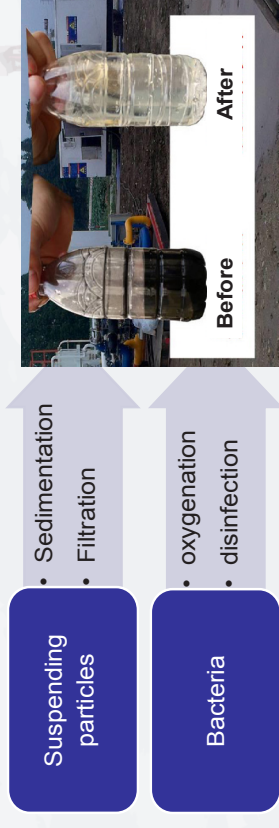 Suspending
particles
• Sedimentation
• Filtration
Bacteria
• oxygenation
• disinfection
Before
After